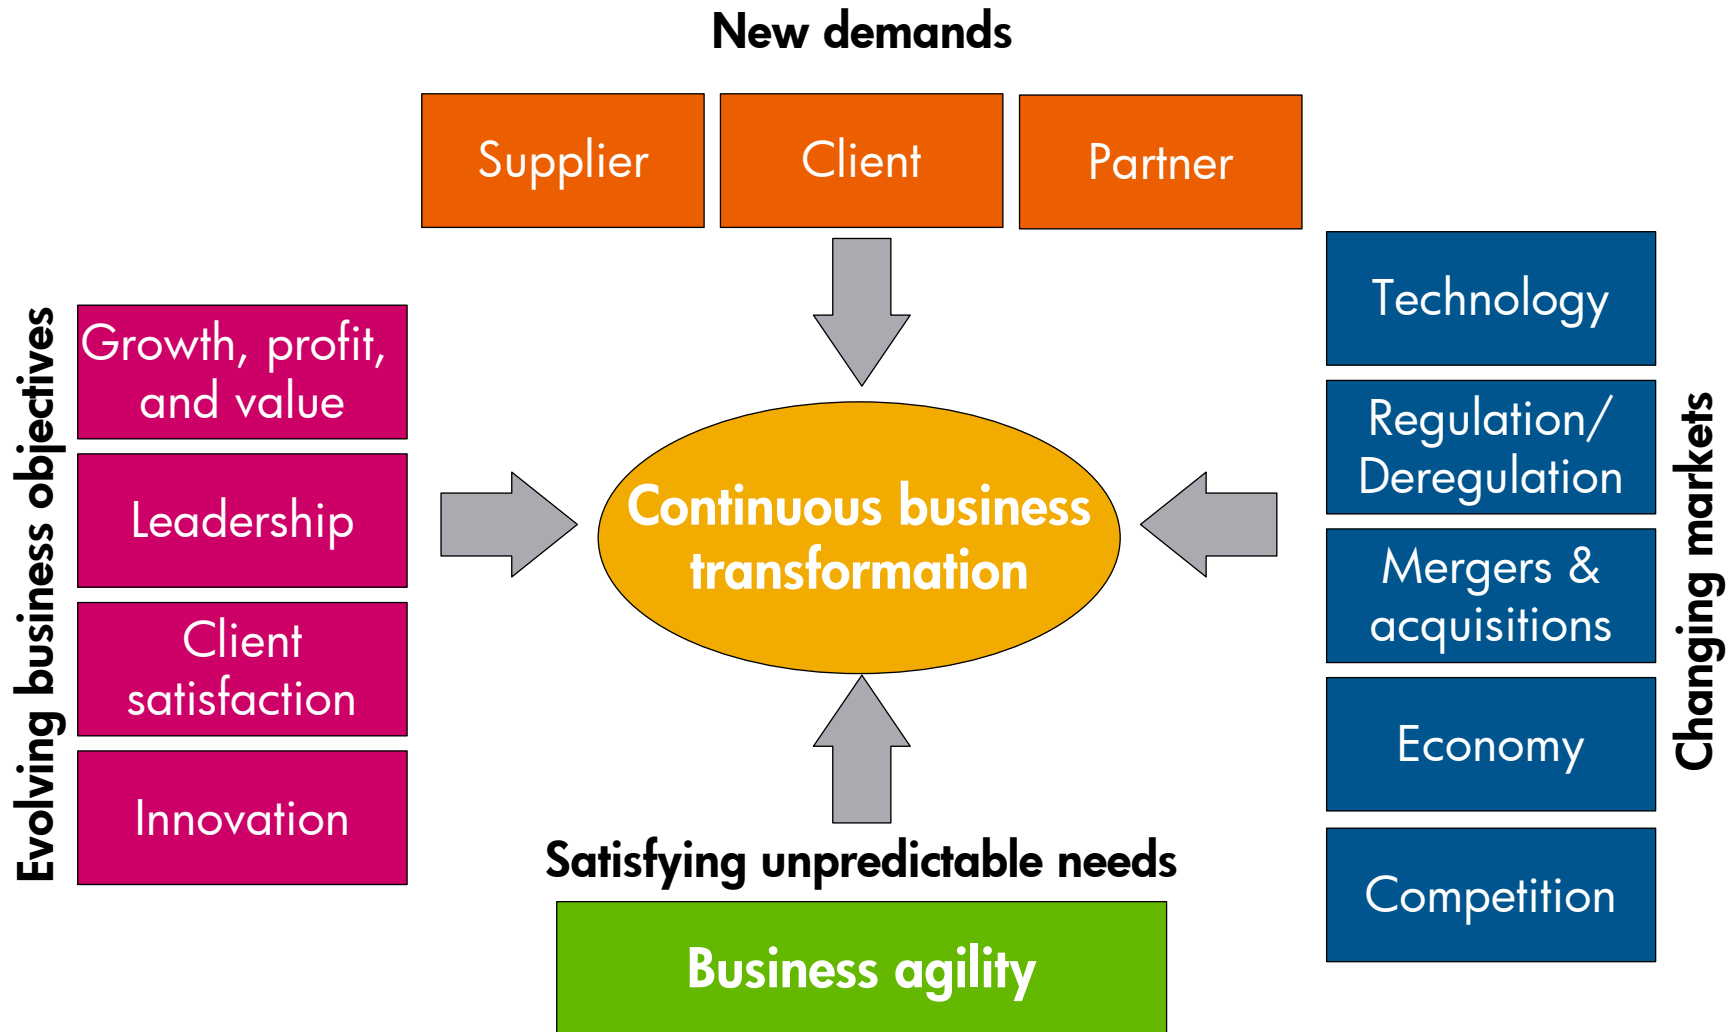 New demands
Supplier
Client
Partner
Evolving business objectives
Growth, profit,
and value
Leadership
Client
satisfaction
Innovation
Continuous business
transformation
Technology
Regulation/
Deregulation
Mergers &
acquisitions
Economy
Competition
Changing markets
Satisfying unpredictable needs
Business agility